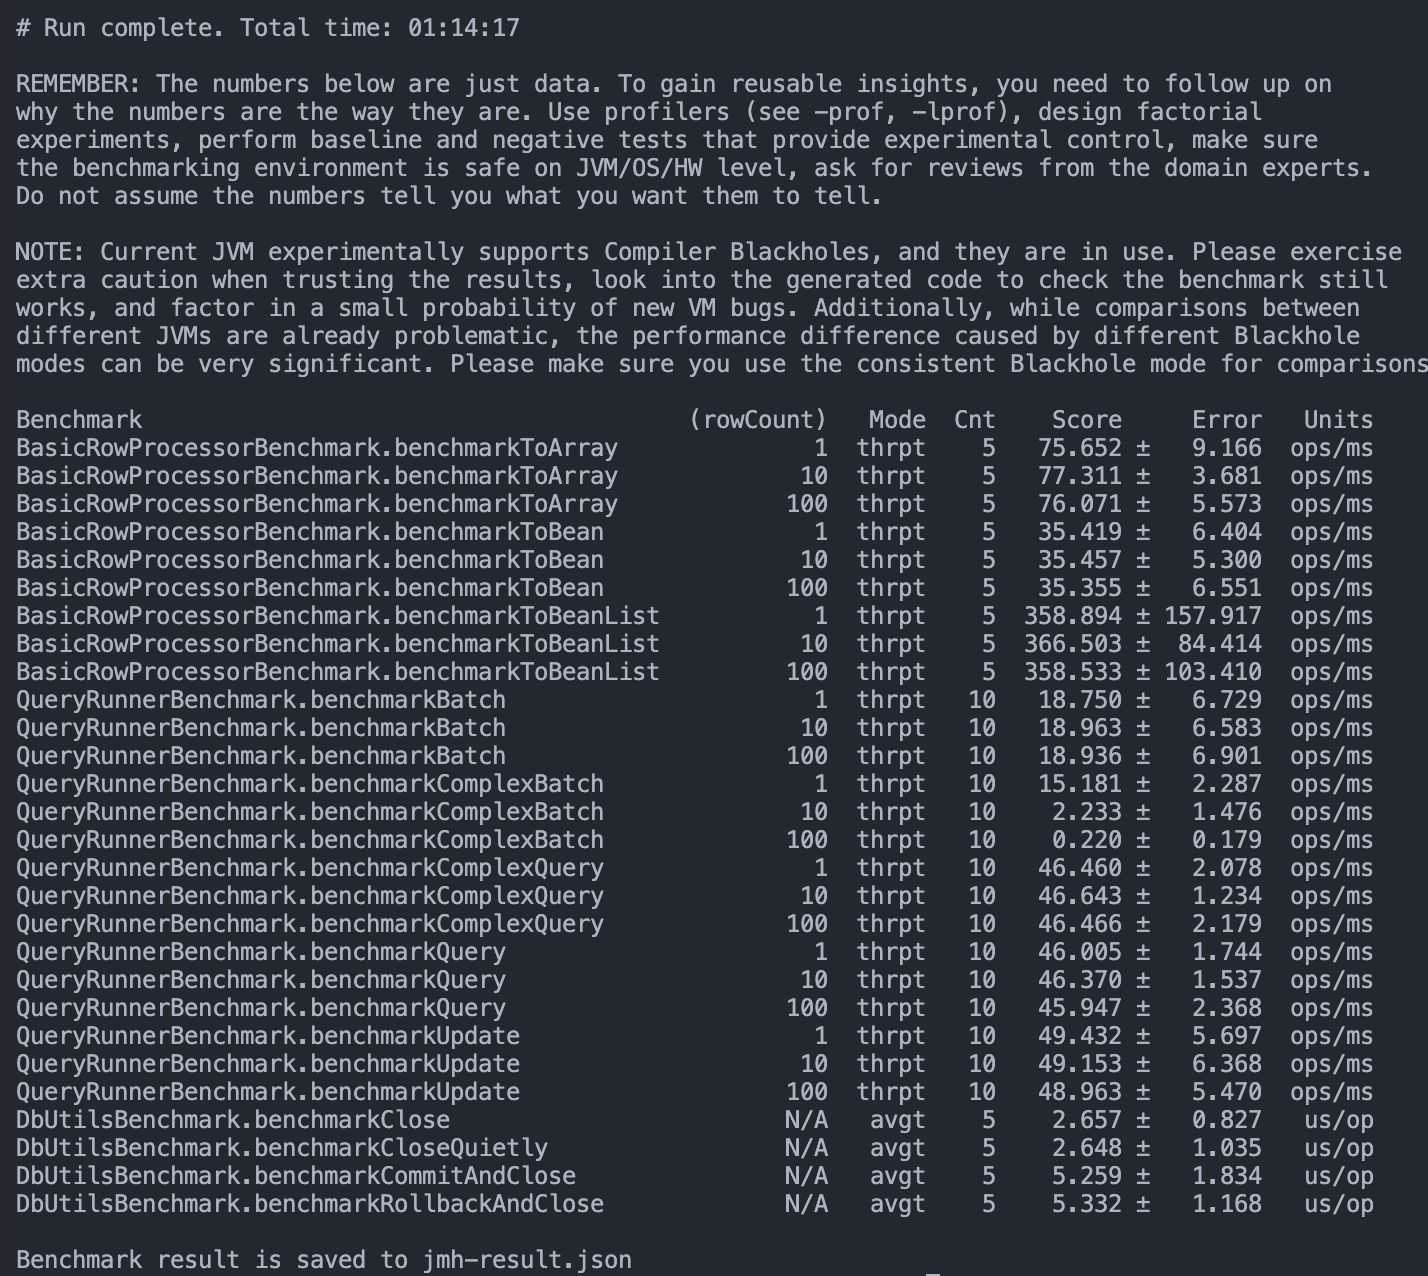 # Run complete. Total time: 01:14:17
REMEMBER: The numbers below are just data. To gain reusable insights, you need to follow up on
why the numbers are the way they are. Use profilers (see -prof, -lprof), design factorial
experiments, perform baseline and negative tests that provide experimental control, make sure
the benchmarking environment is safe on JVM/OS/HW level, ask for reviews from the domain experts.
Do not assume the numbers tell you what you want them to tell.
NOTE: Current JVM experimentally supports Compiler Blackholes, and they are in use. Please exercise
extra caution when trusting the results, look into the generated code to check the benchmark still
works, and factor in a small probability of new VM bugs. Additionally, while comparisons between
different JVMs are already problematic, the performance difference caused by different Blackhole
modes can be very significant. Please make sure you use the consistent Blackhole mode for comparisons
Benchmark (rowCount) Mode Cnt Score Error Units
BasicRowProcessorBenchmark.benchmarkToArray 1 thrpt 5 75.652 ± 9.166 ops/ms
BasicRowProcessorBenchmark.benchmarkToArray 10 thrpt 5 77.311 ± 3.681 ops/ms
BasicRowProcessorBenchmark.benchmarkToArray 100 thrpt 5 76.071 ± 5.573 ops/ms
BasicRowProcessorBenchmark.benchmarkToBean 1 thrpt 5 35.419 ± 6.404 ops/ms
BasicRowProcessorBenchmark.benchmarkToBean 10 thrpt 5 35.457 ± 5.300 ops/ms
BasicRowProcessorBenchmark.benchmarkToBean 100 thrpt 5 35.355 ± 6.551 ops/ms
BasicRowProcessorBenchmark.benchmarkToBeanList 1 thrpt 5 358.894 ± 157.917 ops/ms
BasicRowProcessorBenchmark.benchmarkToBeanList 10 thrpt 5 366.503 ± 84.414 ops/ms
BasicRowProcessorBenchmark.benchmarkToBeanList 100 thrpt 5 358.533 ± 103.410 ops/ms
QueryRunnerBenchmark.benchmarkBatch 1 thrpt 10 18.750 ± 6.729 ops/ms
QueryRunnerBenchmark.benchmarkBatch 10 thrpt 10 18.963 ± 6.583 ops/ms
QueryRunnerBenchmark.benchmarkBatch 100 thrpt 10 18.936 ± 6.901 ops/ms
QueryRunnerBenchmark.benchmarkComplexBatch 1 thrpt 10 15.181 ± 2.287 ops/ms
QueryRunnerBenchmark.benchmarkComplexBatch 10 thrpt 10 2.233 ± 1.476 ops/ms
QueryRunnerBenchmark.benchmarkComplexBatch 100 thrpt 10 0.220 ± 0.179 ops/ms
QueryRunnerBenchmark.benchmarkComplexQuery 1 thrpt 10 46.460 ± 2.078 ops/ms
QueryRunnerBenchmark.benchmarkComplexQuery 10 thrpt 10 46.643 ± 1.234 ops/ms
QueryRunnerBenchmark.benchmarkComplexQuery 100 thrpt 10 46.466 ± 2.179 ops/ms
QueryRunnerBenchmark.benchmarkQuery 1 thrpt 10 46.005 ± 1.744 ops/ms
QueryRunnerBenchmark.benchmarkQuery 10 thrpt 10 46.370 ± 1.537 ops/ms
QueryRunnerBenchmark.benchmarkQuery 100 thrpt 10 45.947 ± 2.368 ops/ms
QueryRunnerBenchmark.benchmarkUpdate 1 thrpt 10 49.432 ± 5.697 ops/ms
QueryRunnerBenchmark.benchmarkUpdate 10 thrpt 10 49.153 ± 6.368 ops/ms
QueryRunnerBenchmark.benchmarkUpdate 100 thrpt 10 48.963 ± 5.470 ops/ms
DbUtilsBenchmark.benchmarkClose N/A avgt 5 2.657 ± 0.827 us/op
DbUtilsBenchmark.benchmarkCloseQuietly N/A avgt 5 2.648 ± 1.035 us/op
DbUtilsBenchmark.benchmarkCommitAndClose N/A avgt 5 5.259 ± 1.834 us/op
DbUtilsBenchmark.benchmarkRollbackAndClose N/A avgt 5 5.332 ± 1.168 us/op
Benchmark result is saved to jmh-result.json